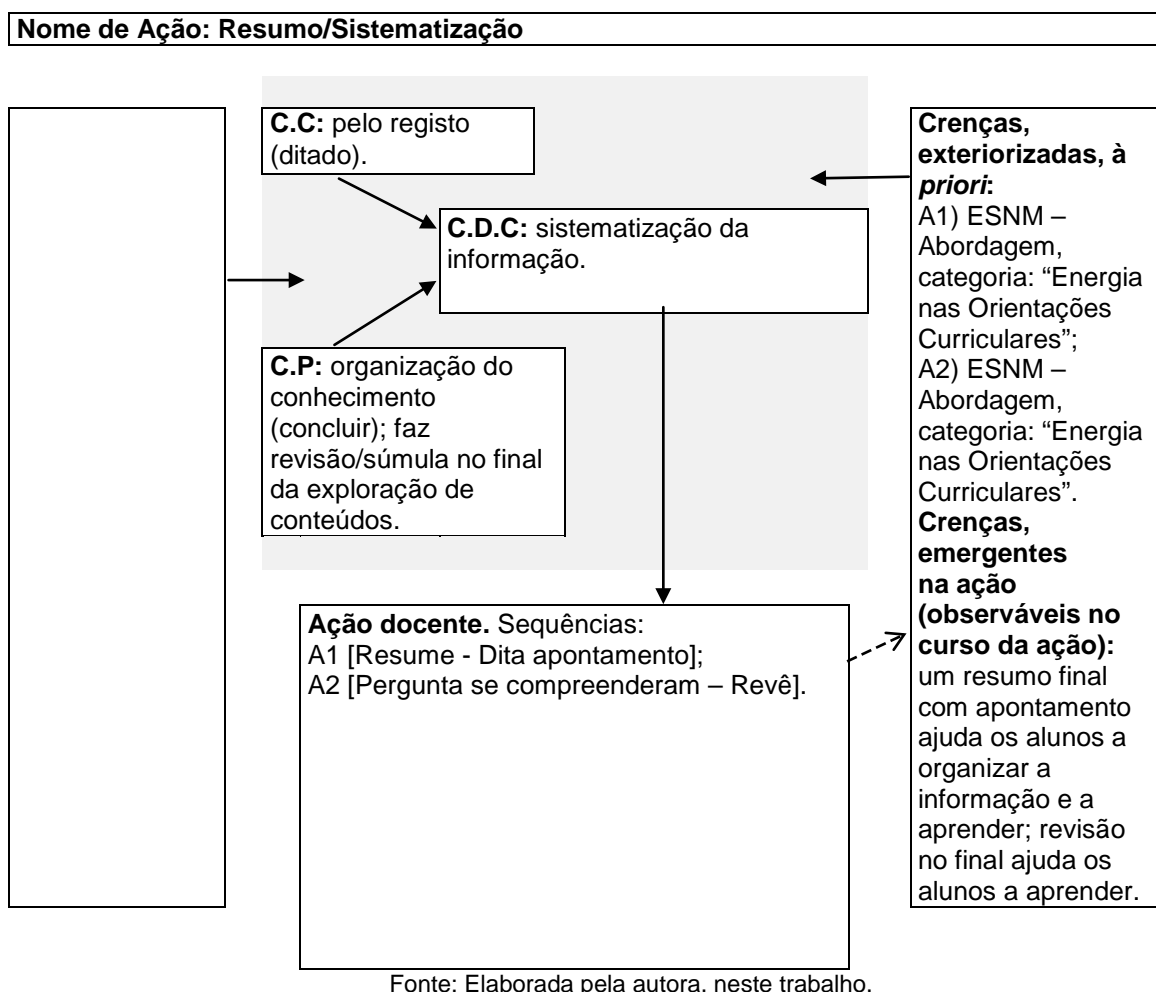 Nome de Ação: Resumo/Sistematização
C.C: pelo registo
(ditado).
C.D.C: sistematização da
informação.
C.P: organização do
conhecimento
(concluir); faz
revisão/súmula no final
da exploração de
conteúdos.
Ação docente. Sequências:
A1 [Resume - Dita apontamento];
A2 [Pergunta se compreenderam – Revê].
Crenças,
exteriorizadas, à
priori:
A1) ESNM –
Abordagem,
categoria: “Energia
nas Orientações
Curriculares”;
A2) ESNM –
Abordagem,
categoria: “Energia
nas Orientações
Curriculares”.
Crenças,
emergentes
na ação
(observáveis no
curso da ação):
um resumo final
com apontamento
ajuda os alunos a
organizar a
informação e a
aprender; revisão
no final ajuda os
alunos a aprender.
Fonte: Elaborada pela autora, neste trabalho.